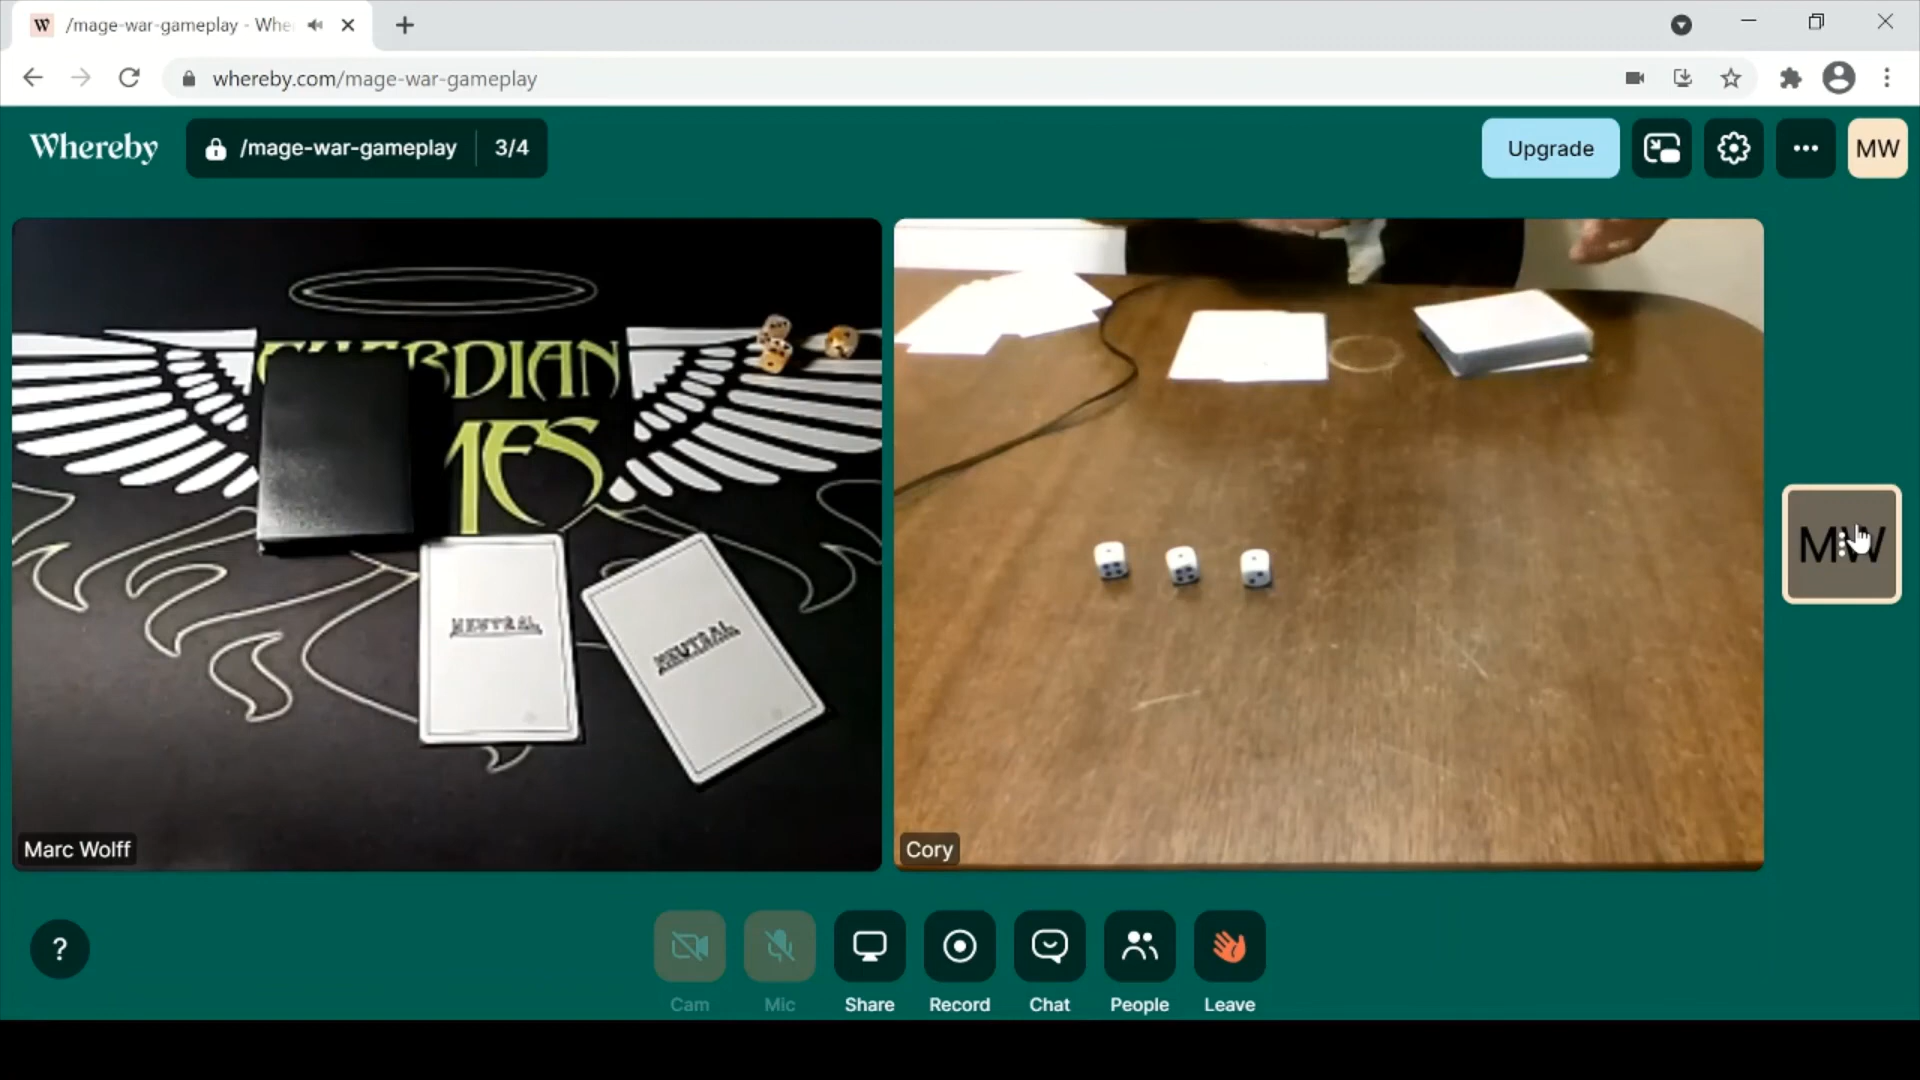 W /mage-war-gameplay - Whe
whereby.com/mage-war-gameplay
Whereby
/mage-war-gameplay
3/4
Upgrade
MW
NEUTRAL
NEUTRAL
MW
Marc Wolff
Cory
?
Cam
Mic
Share
Record
Chat
People
Leave